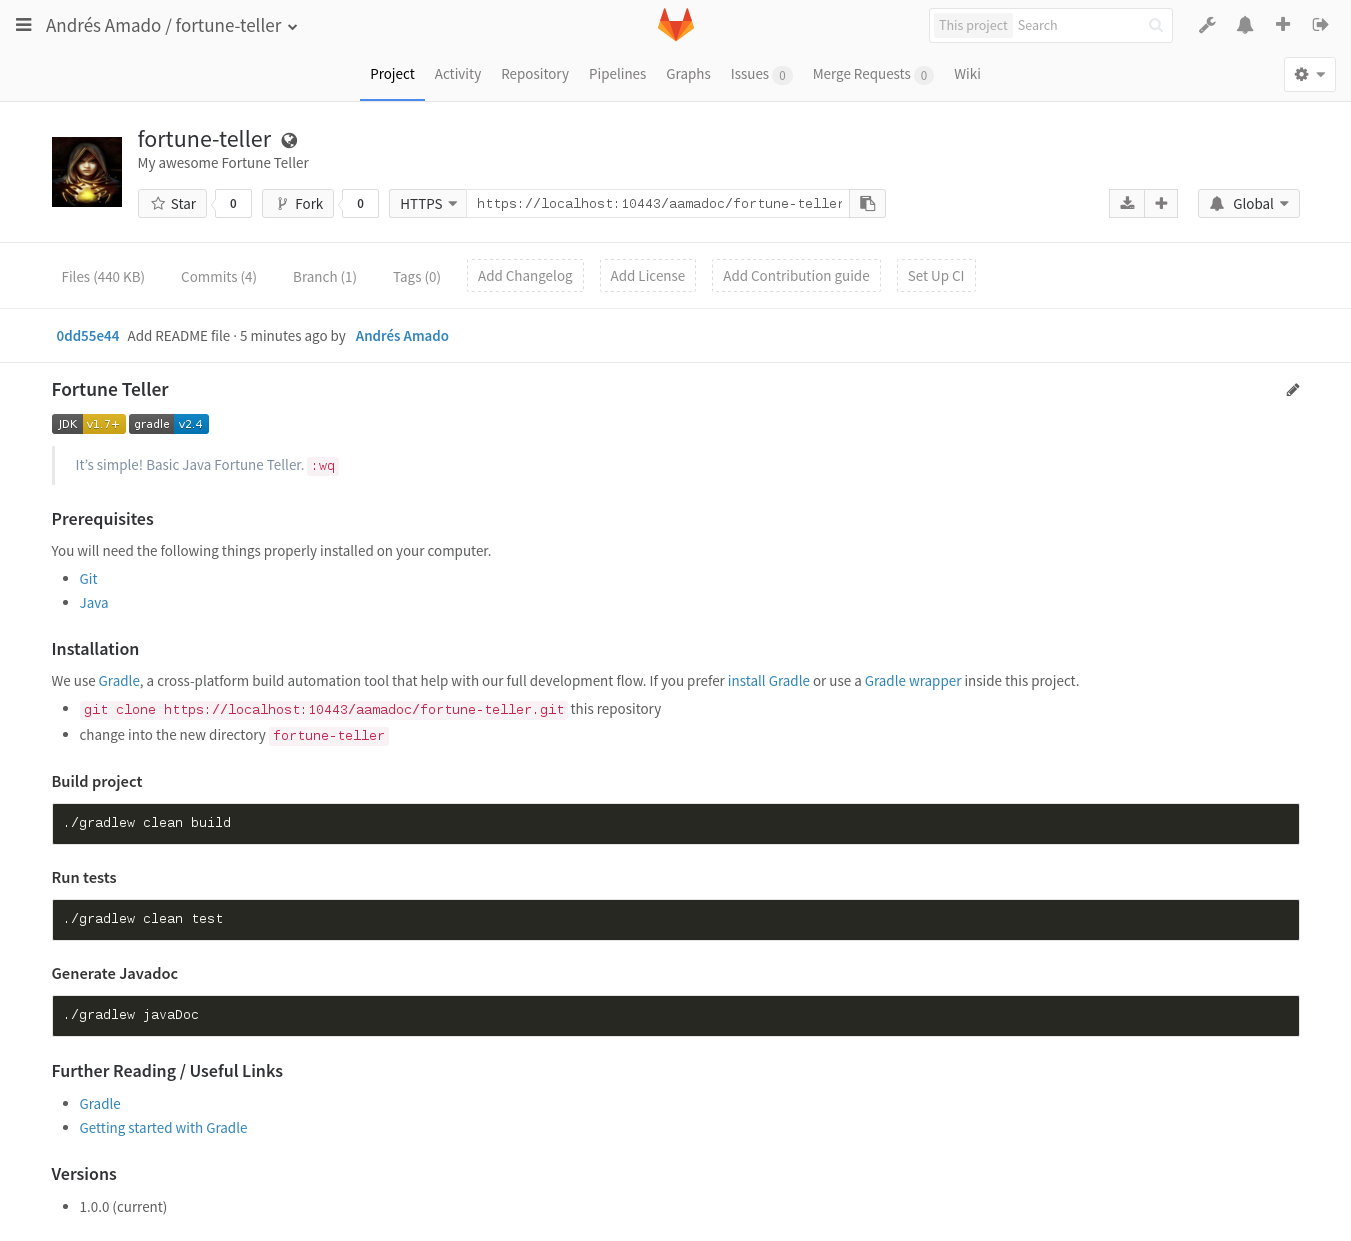 Andrés Amado / fortune-teller
This project Search
Project Activity Repository Pipelines Graphs Issues 0 Merge Requests 0 Wiki
fortune-teller
My awesome Fortune Teller
Star 0 Fork 0 HTTPS https://localhost:10443/aamadoc/fortune-teller Global
Files (440 KB) Commits (4) Branch (1) Tags (0) Add Changelog Add License Add Contribution guide Set Up CI
0dd55e44 Add README file · 5 minutes ago by Andrés Amado
Fortune Teller
JDK v1.7+ gradle v2.4
It's simple! Basic Java Fortune Teller. :wq
Prerequisites
You will need the following things properly installed on your computer.
• Git
• Java
Installation
We use Gradle, a cross-platform build automation tool that help with our full development flow. If you prefer install Gradle or use a Gradle wrapper inside this project.
• git clone https://localhost:10443/aamadoc/fortune-teller.git this repository
• change into the new directory fortune-teller
Build project
./gradlew clean build
Run tests
./gradlew clean test
Generate Javadoc
./gradlew javaDoc
Further Reading / Useful Links
• Gradle
• Getting started with Gradle
Versions
• 1.0.0 (current)